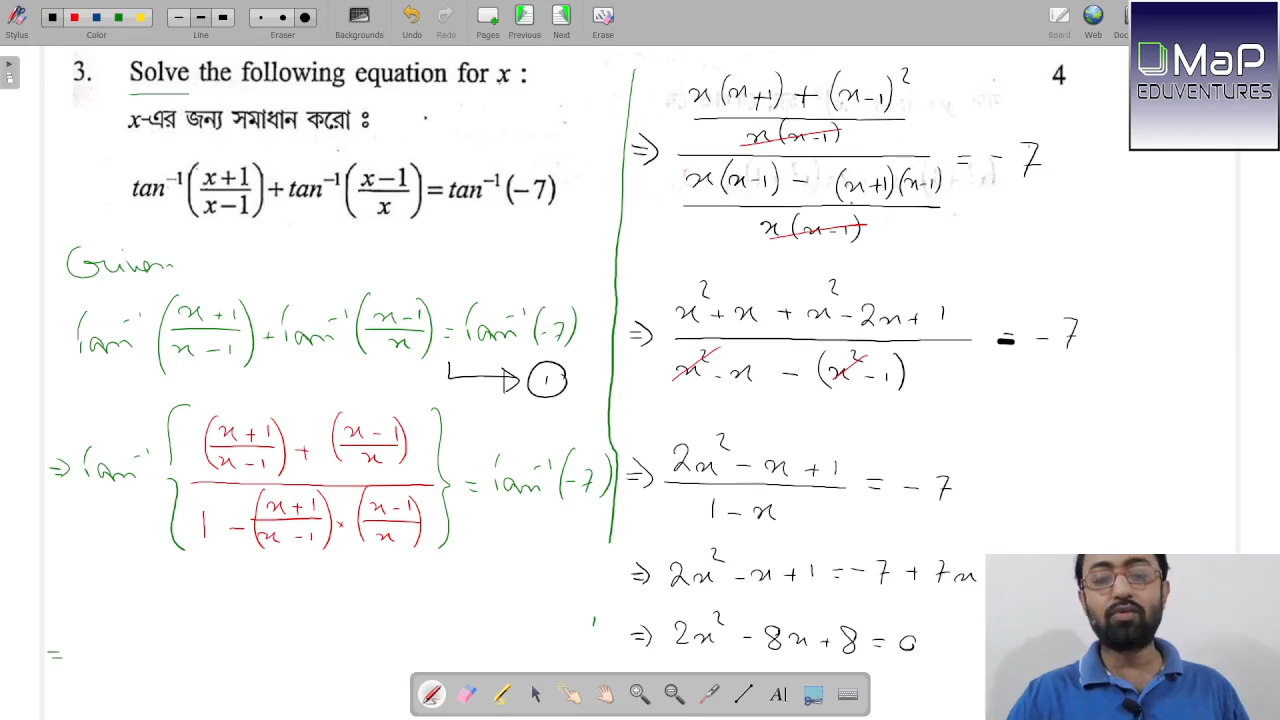 Stylus Color Line Eraser Backgrounds Undo Redo Pages Previous Next Erase Board Web
MaP
EDUVENTURES
3. Solve the following equation for x : 4
x-এর জন্য সমাধান করো ঃ
tan⁻¹((x+1)/(x−1)) + tan⁻¹((x−1)/x) = tan⁻¹(−7)
Given
tan⁻¹((x+1)/(x−1)) + tan⁻¹((x−1)/x) = tan⁻¹(−7)
→ ①
⇒ tan⁻¹{ (((x+1)/(x−1)) + ((x−1)/x)) / (1 − ((x+1)/(x−1)) × ((x−1)/x)) } = tan⁻¹(−7)
=
⇒ ((x(x+1) + (x−1)²) / (x(x−1))) / ((x(x−1) − (x+1)(x−1)) / (x(x−1))) = −7
⇒ (x² + x + x² − 2x + 1) / (x² − x − (x² − 1)) = −7
⇒ (2x² − x + 1) / (1 − x) = −7
⇒ 2x² − x + 1 = −7 + 7x
⇒ 2x² − 8x + 8 = 0
AI